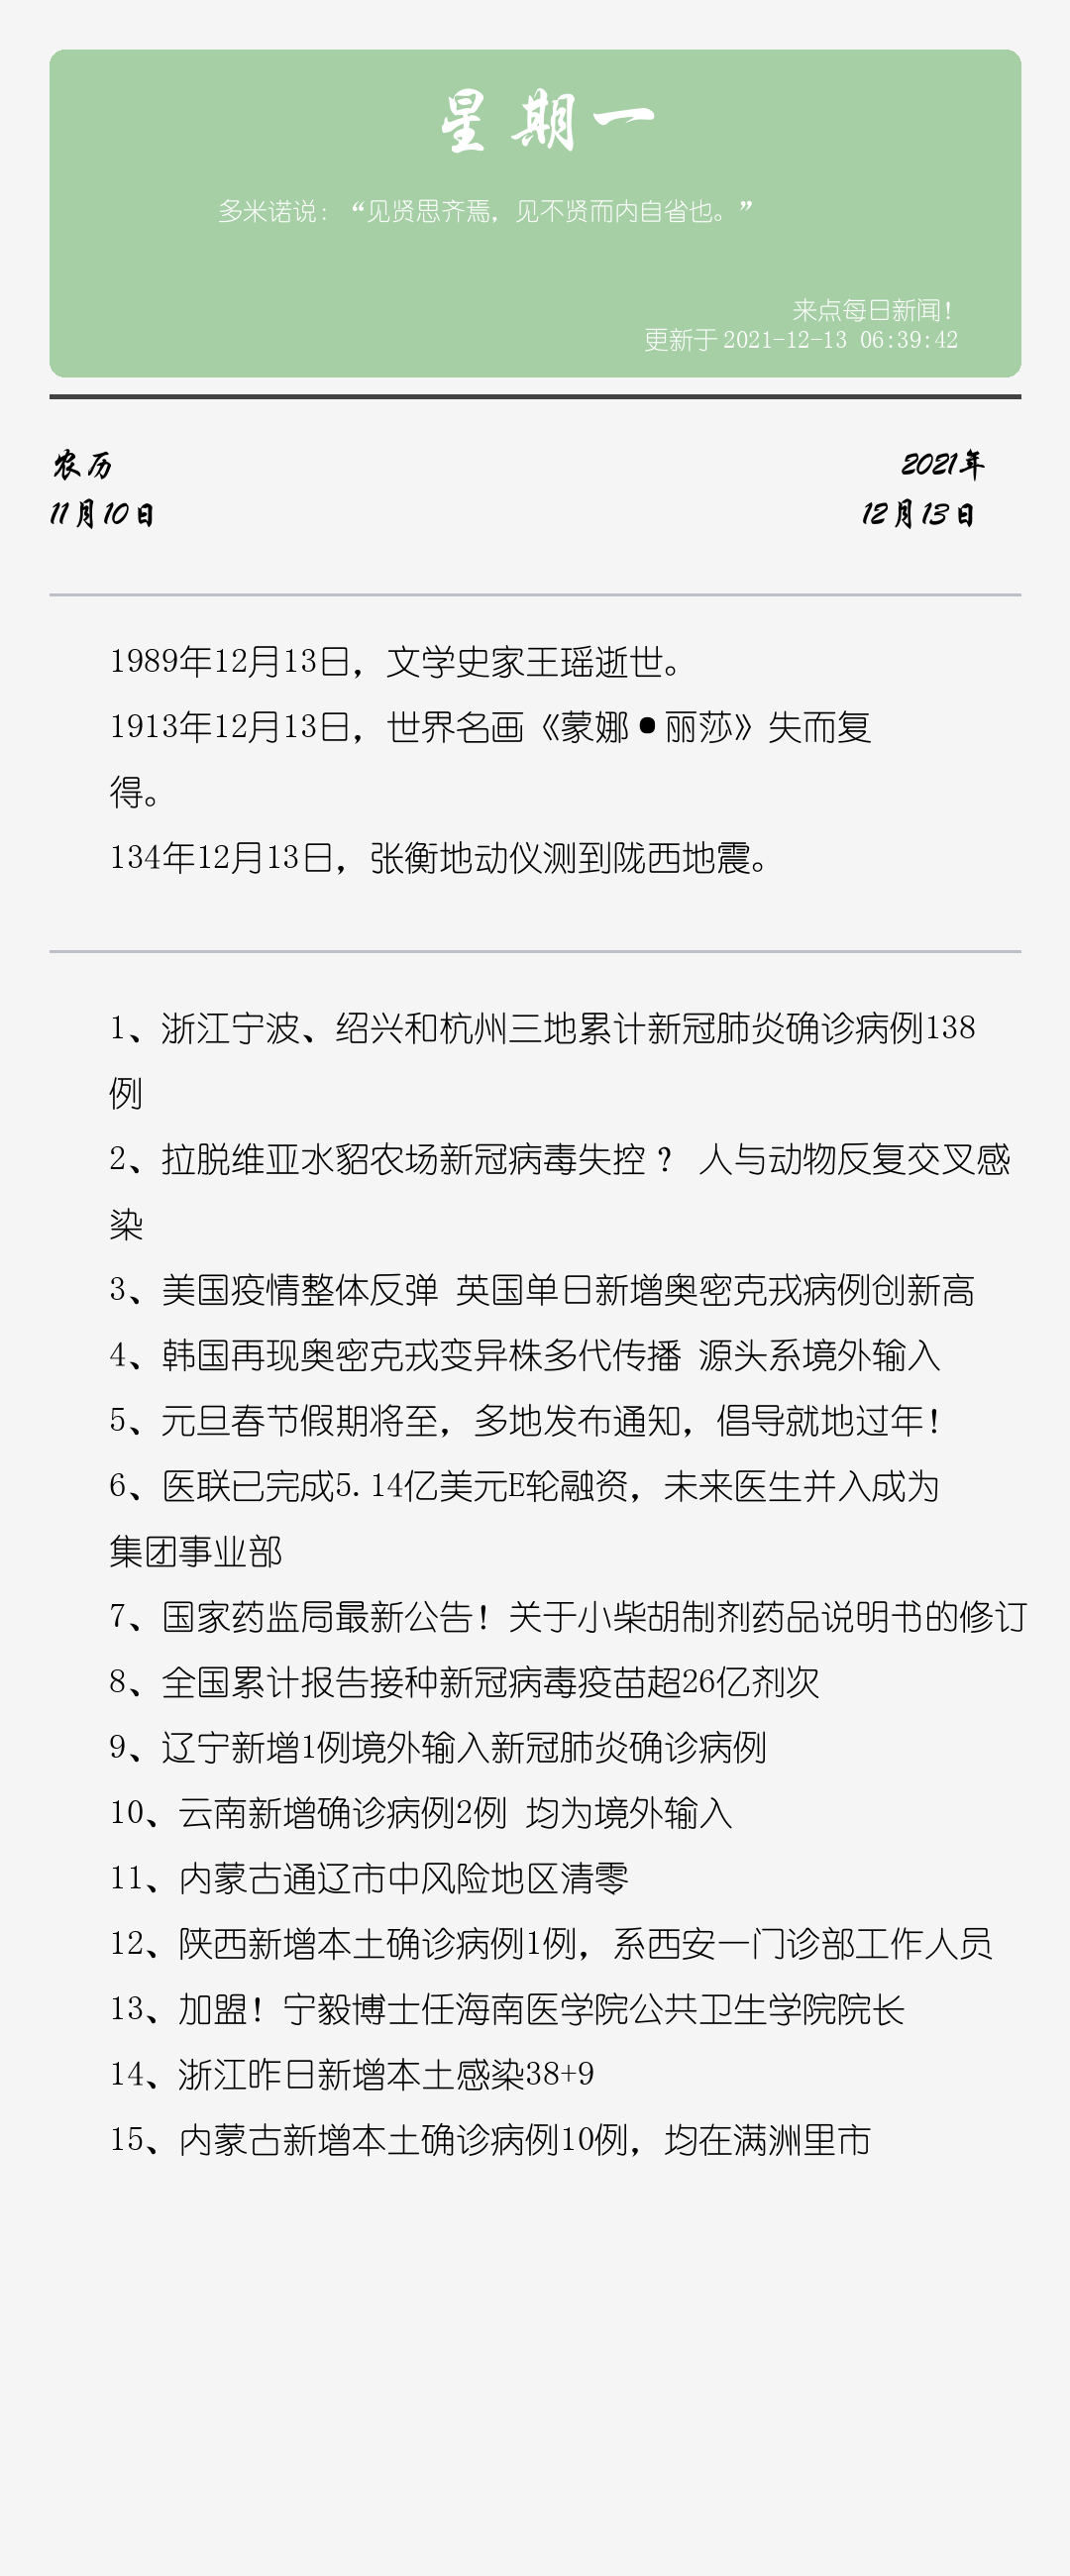 星期一
多米诺说：“见贤思齐焉，见不贤而内自省也。”
来点每日新闻！
更新于2021-12-13 06:39:42
农历
11月10日
2021年
12月13日
1989年12月13日，文学史家王瑶逝世。
1913年12月13日，世界名画《蒙娜•丽莎》失而复
得。
134年12月13日，张衡地动仪测到陇西地震。
1、浙江宁波、绍兴和杭州三地累计新冠肺炎确诊病例138
例
2、拉脱维亚水貂农场新冠病毒失控？ 人与动物反复交叉感
染
3、美国疫情整体反弹 英国单日新增奥密克戎病例创新高
4、韩国再现奥密克戎变异株多代传播 源头系境外输入
5、元旦春节假期将至，多地发布通知，倡导就地过年！
6、医联已完成5.14亿美元E轮融资，未来医生并入成为
集团事业部
7、国家药监局最新公告！关于小柴胡制剂药品说明书的修订
8、全国累计报告接种新冠病毒疫苗超26亿剂次
9、辽宁新增1例境外输入新冠肺炎确诊病例
10、云南新增确诊病例2例 均为境外输入
11、内蒙古通辽市中风险地区清零
12、陕西新增本土确诊病例1例，系西安一门诊部工作人员
13、加盟！宁毅博士任海南医学院公共卫生学院院长
14、浙江昨日新增本土感染38+9
15、内蒙古新增本土确诊病例10例，均在满洲里市